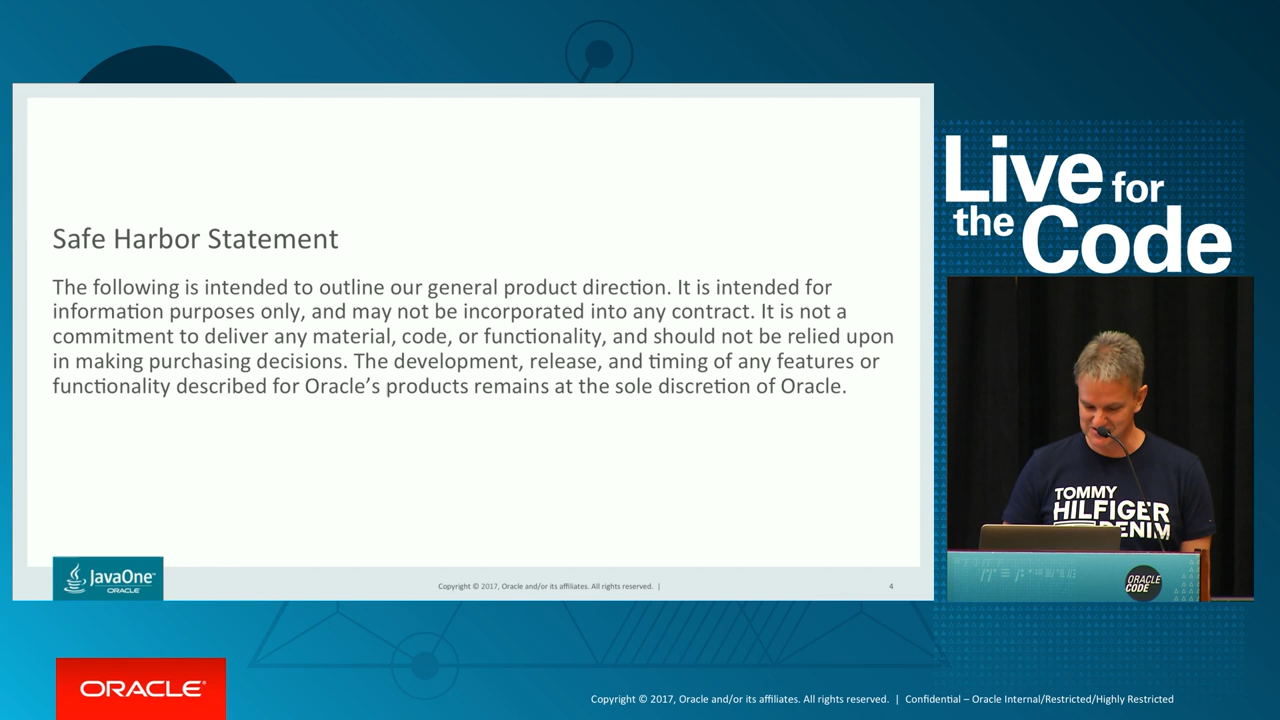 Safe Harbor Statement
The following is intended to outline our general product direction. It is intended for
information purposes only, and may not be incorporated into any contract. It is not a
commitment to deliver any material, code, or functionality, and should not be relied upon
in making purchasing decisions. The development, release, and timing of any features or
functionality described for Oracle’s products remains at the sole discretion of Oracle.
JavaOne™
ORACLE
Copyright © 2017, Oracle and/or its affiliates. All rights reserved. |
4
Live for
the Code
TOMMY
HILFIGER
DENIM
ORACLE
CODE
ORACLE®
Copyright © 2017, Oracle and/or its affiliates. All rights reserved. | Confidential – Oracle Internal/Restricted/Highly Restricted